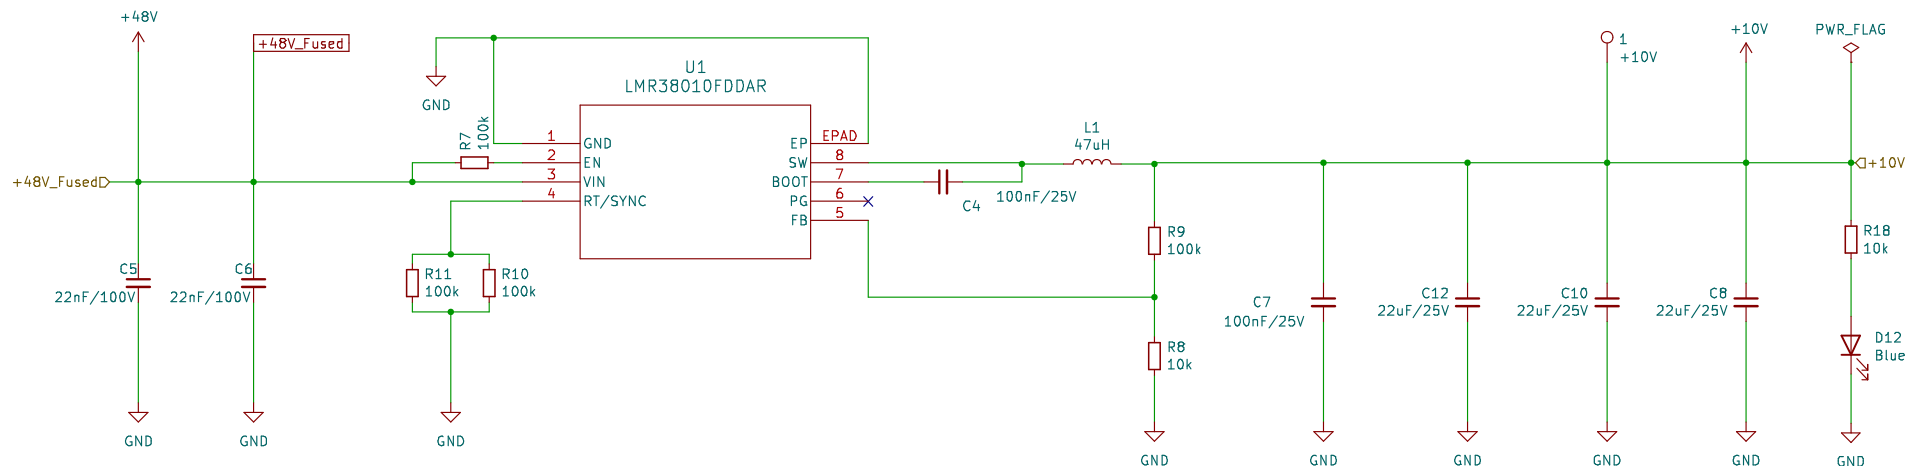 +48V
+48V_Fused
U1
LMR38010FDDAR
1
+10V
+10V
PWR_FLAG
GND
R7
100k
1
GND
EP
EPAD
2
EN
SW
8
3
VIN
BOOT
7
4
RT/SYNC
PG
6
FB
5
L1
47uH
C4
100nF/25V
+48V_Fused
+10V
R9
100k
R18
10k
C5
22nF/100V
C6
22nF/100V
R11
100k
R10
100k
C7
100nF/25V
C12
22uF/25V
C10
22uF/25V
C8
22uF/25V
R8
10k
D12
Blue
GND
GND
GND
GND
GND
GND
GND
GND
GND